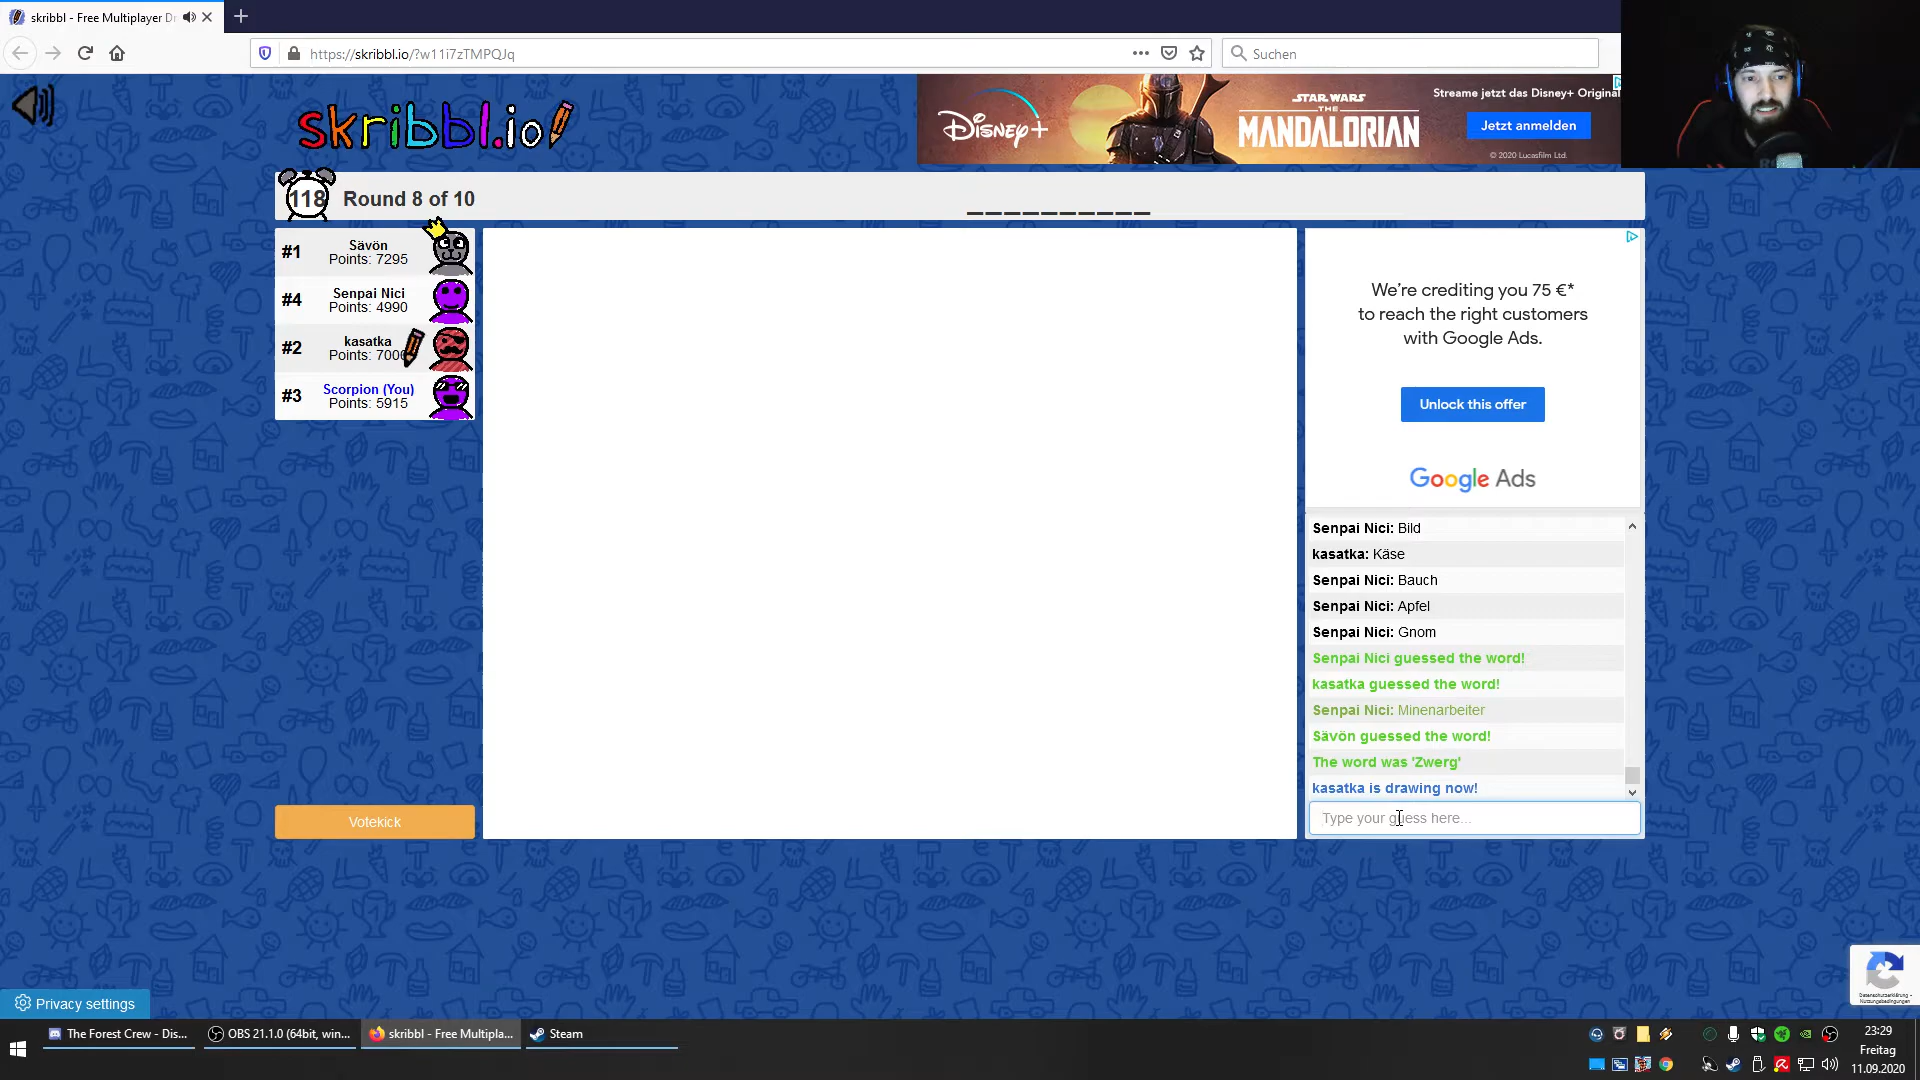 skribbl - Free Multiplayer Dr
https://skribbl.io/?w11i7zTMPQJq
Suchen
skribbl.io
Disney+
STAR WARS
THE
MANDALORIAN
Streame jetzt das Disney+ Original
Jetzt anmelden
© 2020 Lucasfilm Ltd.
118
Round 8 of 10
__________
#1
Sävön
Points: 7295
#4
Senpai Nici
Points: 4990
#2
kasatka
Points: 7000
#3
Scorpion (You)
Points: 5915
Votekick
We're crediting you 75 €*
to reach the right customers
with Google Ads.
Unlock this offer
Google Ads
Senpai Nici: Bild
kasatka: Käse
Senpai Nici: Bauch
Senpai Nici: Apfel
Senpai Nici: Gnom
Senpai Nici guessed the word!
kasatka guessed the word!
Senpai Nici: Minenarbeiter
Sävön guessed the word!
The word was 'Zwerg'
kasatka is drawing now!
Type your guess here...
Datenschutzerklärung -
Nutzungsbedingungen
Privacy settings
The Forest Crew - Dis...
OBS 21.1.0 (64bit, win...
skribbl - Free Multipla...
Steam
23:29
Freitag
11.09.2020